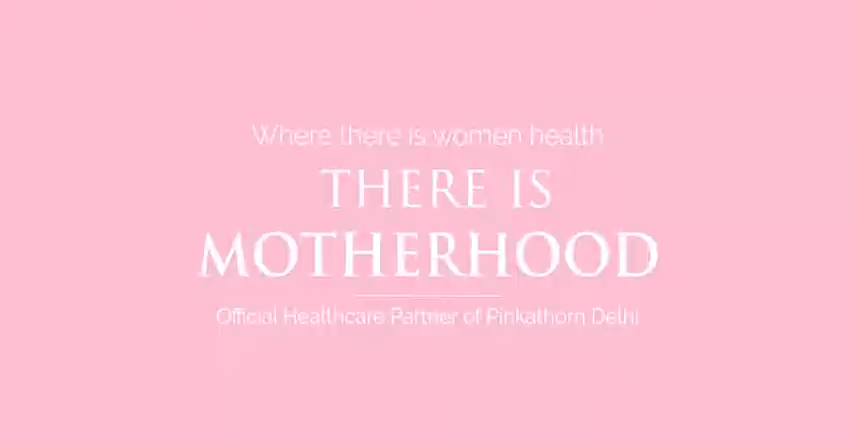 Where there is women health
THERE IS
MOTHERHOOD
Official Healthcare Partner of Pinkathorn Delhi